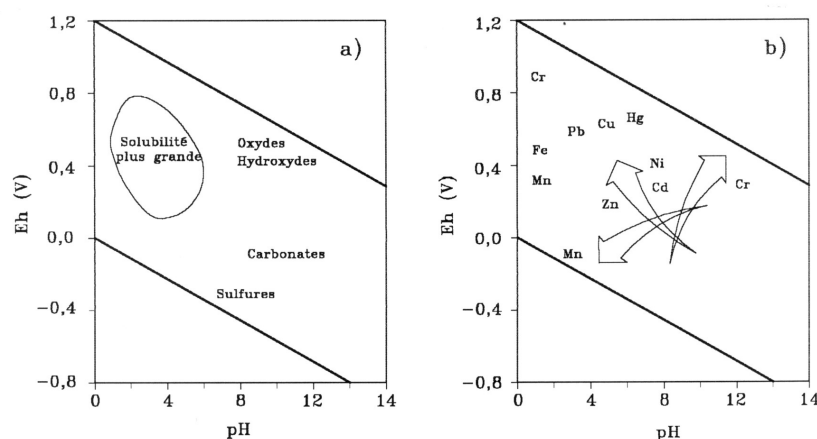 a)
1,2
0,8
0,4
0,0
-0,4
-0,8
Eh (V)
0
4
8
12
14
pH
Solubilité
plus grande
Oxydes
Hydroxydes
Carbonates
Sulfures
b)
1,2
0,8
0,4
0,0
-0,4
-0,8
Eh (V)
0
4
8
12
14
pH
Cr
Fe
Mn
Pb
Cu
Hg
Ni
Cd
Zn
Cr
Mn